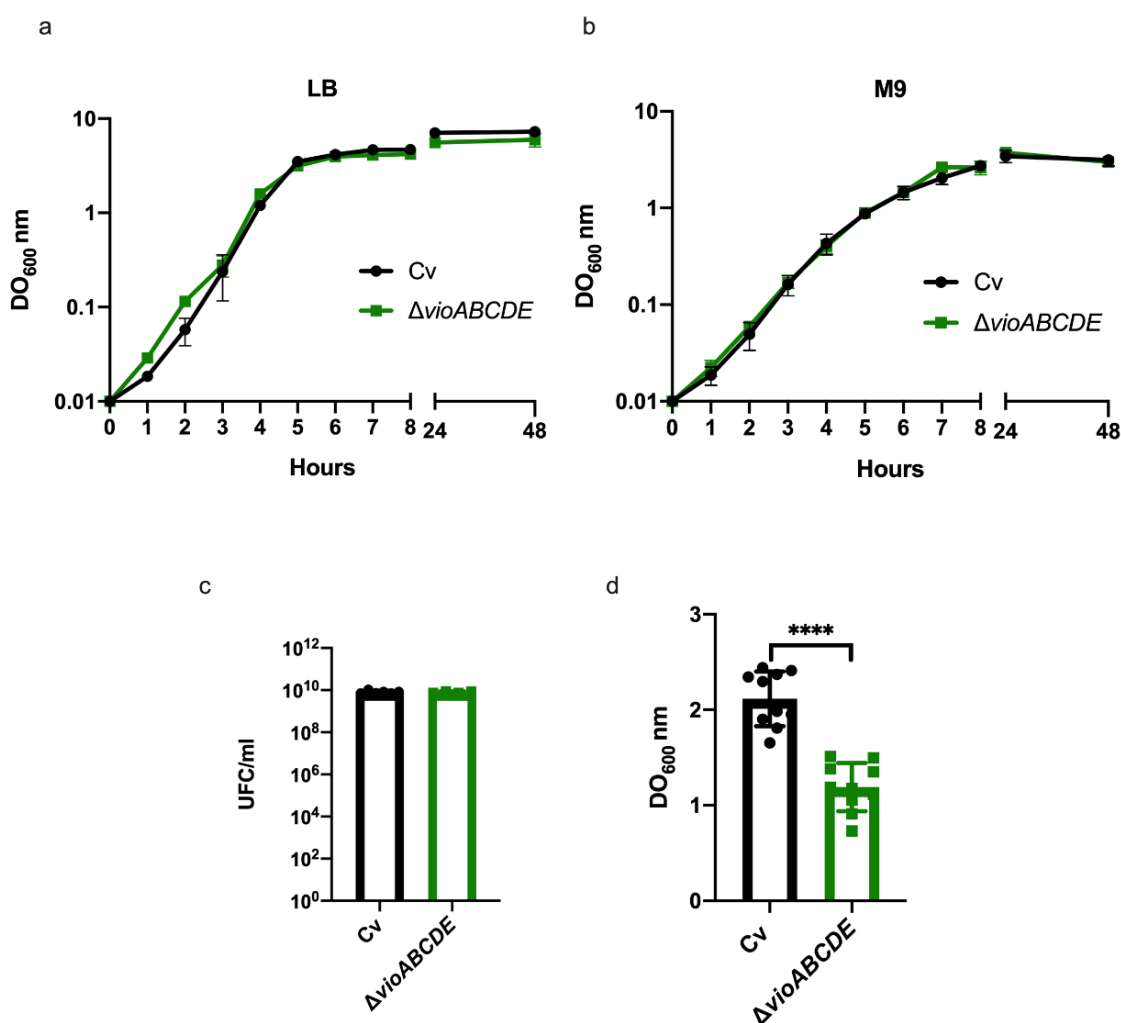 a
LB
10
1
0.1
0.01
DO600 nm
Cv
ΔvioABCDE
0 1 2 3 4 5 6 7 8 24 48
Hours
b
M9
10
1
0.1
0.01
DO600 nm
Cv
ΔvioABCDE
0 1 2 3 4 5 6 7 8 24 48
Hours
c
10^12
10^10
10^8
10^6
10^4
10^2
10^0
UFC/ml
Cv
ΔvioABCDE
d
3
2
1
0
DO600 nm
****
Cv
ΔvioABCDE